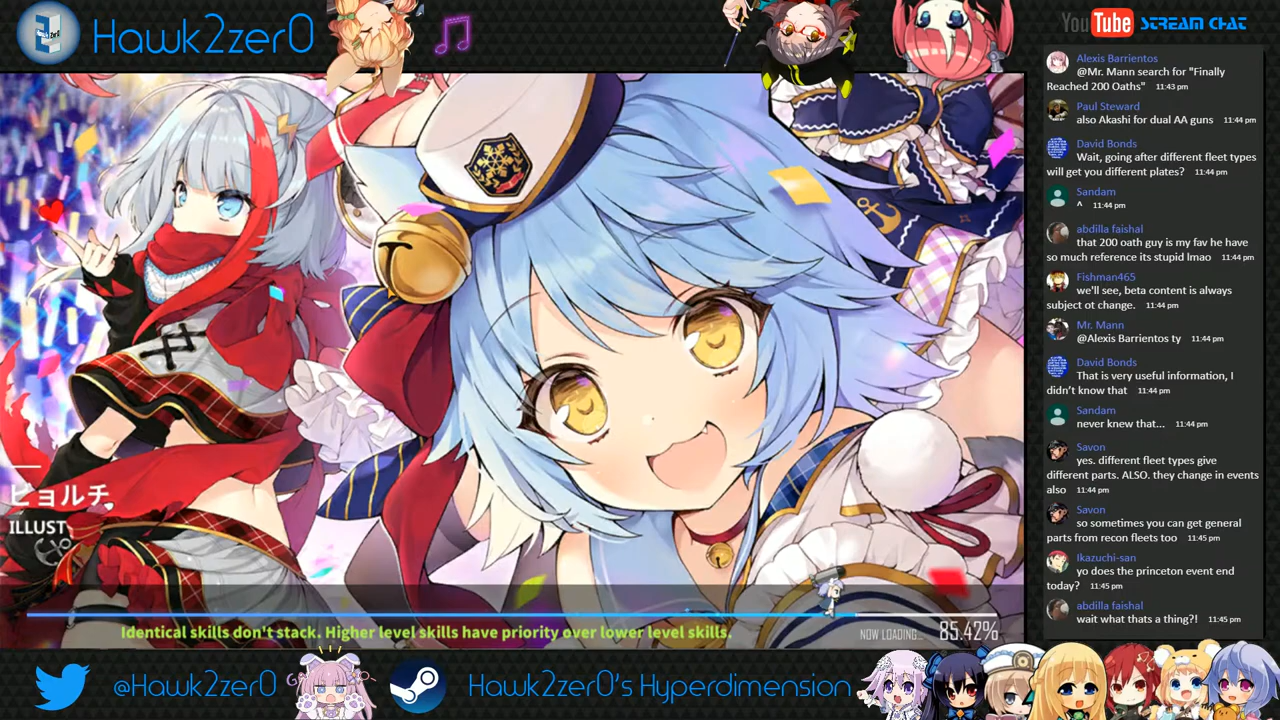 Hawk2zer0
You Tube STREAM CHAT
Alexis Barrientos
@Mr. Mann search for "Finally
Reached 200 Oaths" 11:43 pm
Paul Steward
also Akashi for dual AA guns 11:44 pm
David Bonds
Wait, going after different fleet types
will get you different plates? 11:44 pm
Sandam
^ 11:44 pm
abdilla faishal
that 200 oath guy is my fav he have
so much reference its stupid lmao 11:44 pm
Fishman465
we'll see, beta content is always
subject ot change. 11:44 pm
Mr. Mann
@Alexis Barrientos ty 11:44 pm
David Bonds
That is very useful information, I
didn't know that 11:44 pm
Sandam
never knew that... 11:44 pm
Savon
yes. different fleet types give
different parts. ALSO. they change in events
also 11:44 pm
Savon
so sometimes you can get general
parts from recon fleets too 11:45 pm
Ikazuchi-san
yo does the princeton event end
today? 11:45 pm
abdilla faishal
wait what thats a thing?! 11:45 pm
ピョルチ
ILLUST
Identical skills don't stack. Higher level skills have priority over lower level skills.
NOW LOADING... 85.42%
@Hawk2zer0
Hawk2zer0's Hyperdimension